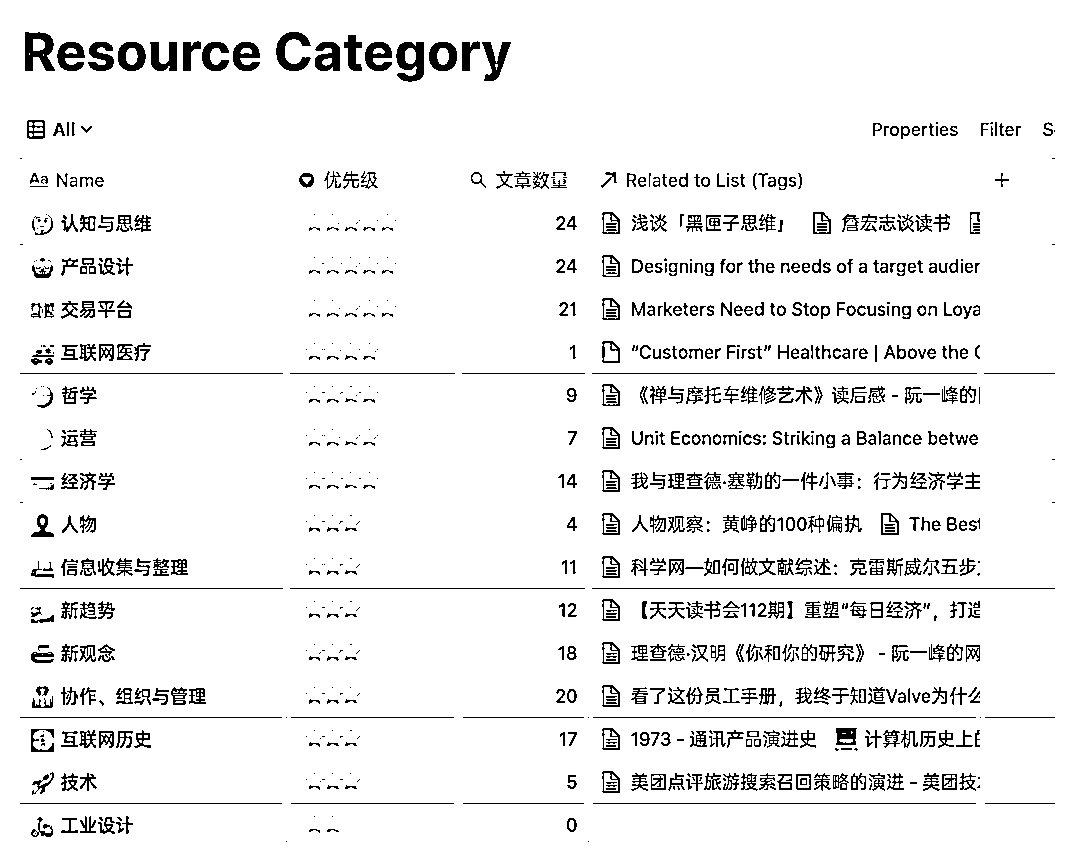 Resource Category
All Properties Filter S
Aa Name 优先级 文章数量 Related to List (Tags) +
认知与思维 24 浅谈「黑匣子思维」 詹宏志谈读书
产品设计 24 Designing for the needs of a target audien
交易平台 21 Marketers Need to Stop Focusing on Loya
互联网医疗 1 “Customer First” Healthcare | Above the
哲学 9 《禅与摩托车维修艺术》读后感 - 阮一峰的
运营 7 Unit Economics: Striking a Balance betwe
经济学 14 我与理查德·塞勒的一件小事：行为经济学主
人物 4 人物观察：黄峥的100种偏执 The Best
信息收集与整理 11 科学网—如何做文献综述：克雷斯威尔五步
新趋势 12 【天天读书会112期】重塑“每日经济”，打造
新观念 18 理查德·汉明《你和你的研究》 - 阮一峰的网
协作、组织与管理 20 看了这份员工手册，我终于知道Valve为什么
互联网历史 17 1973 - 通讯产品演进史 计算机历史上的
技术 5 美团点评旅游搜索召回策略的演进 - 美团技
工业设计 0